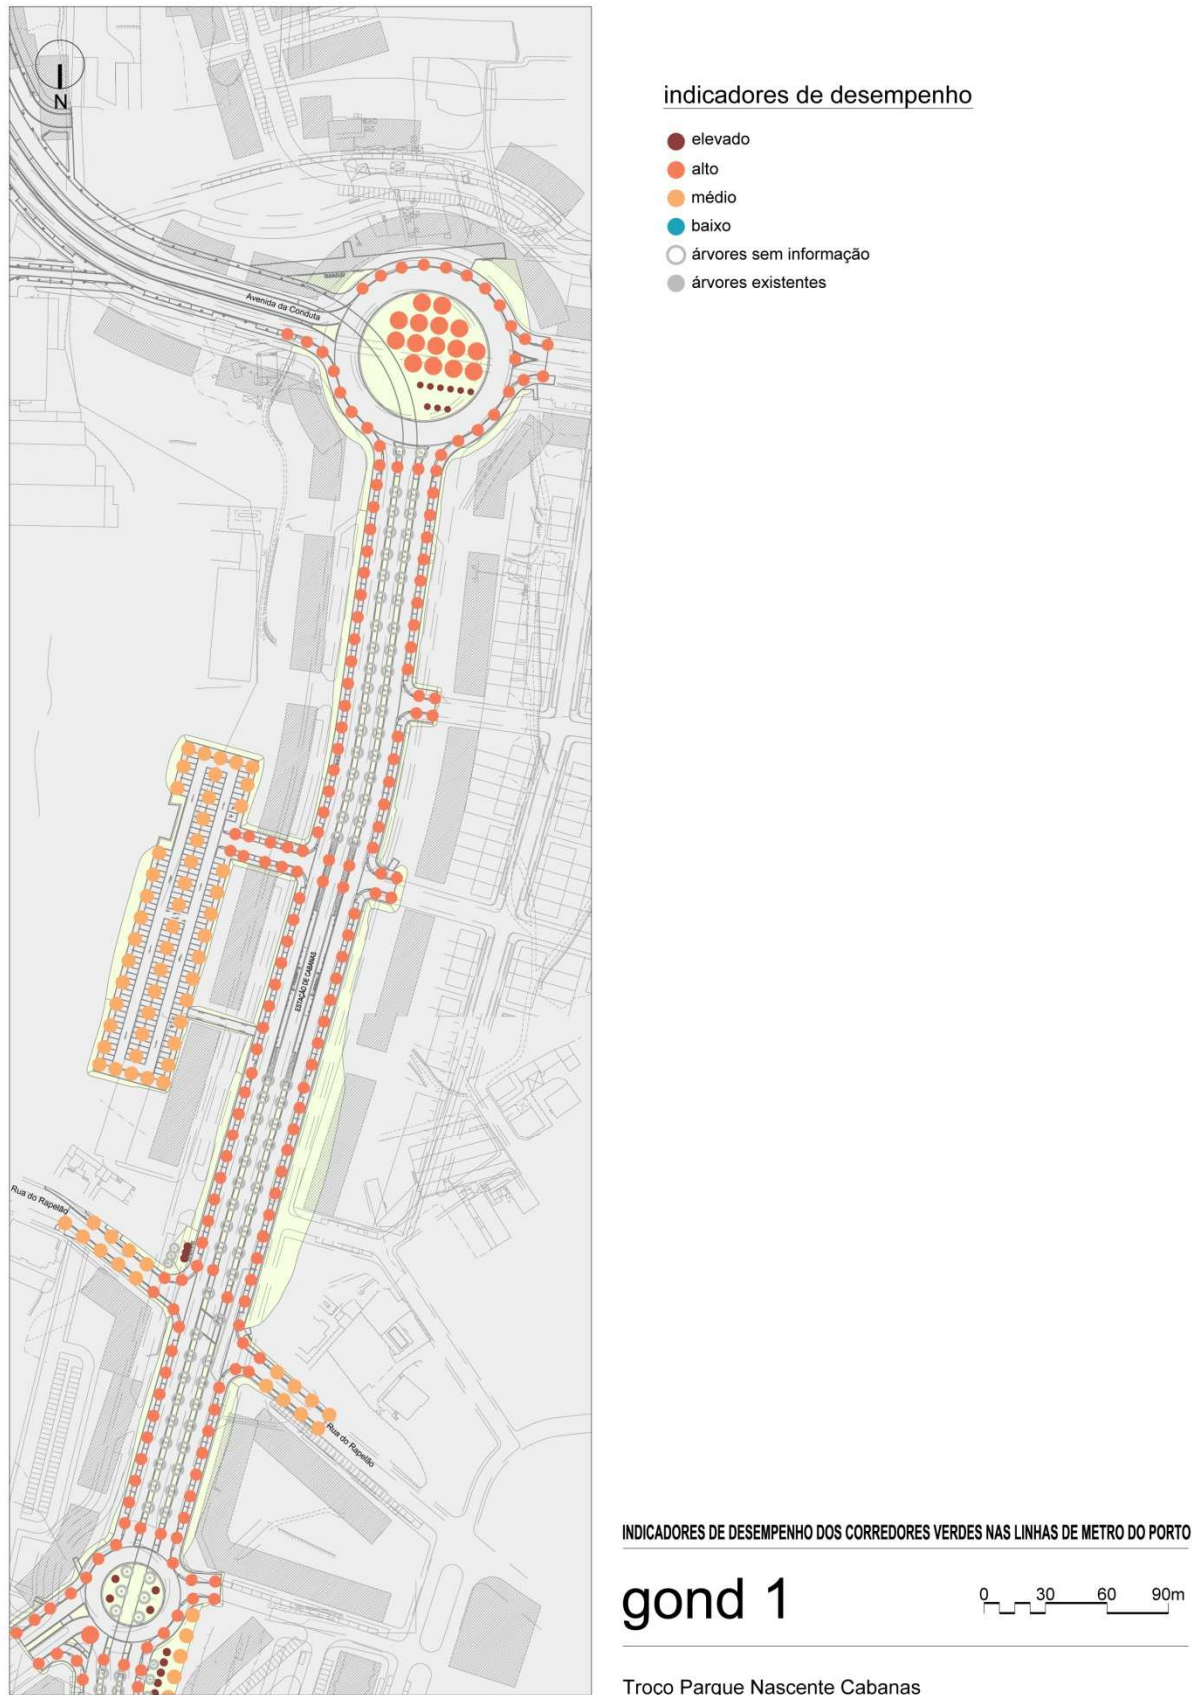 N
indicadores de desempenho
elevado
alto
médio
baixo
árvores sem informação
árvores existentes
Avenida da Conduta
ESTAÇÃO DE CABANAS
Rua do Rapelão
Rua do Rapelão
INDICADORES DE DESEMPENHO DOS CORREDORES VERDES NAS LINHAS DE METRO DO PORTO
gond 1
0 30 60 90m
Troço Parque Nascente Cabanas